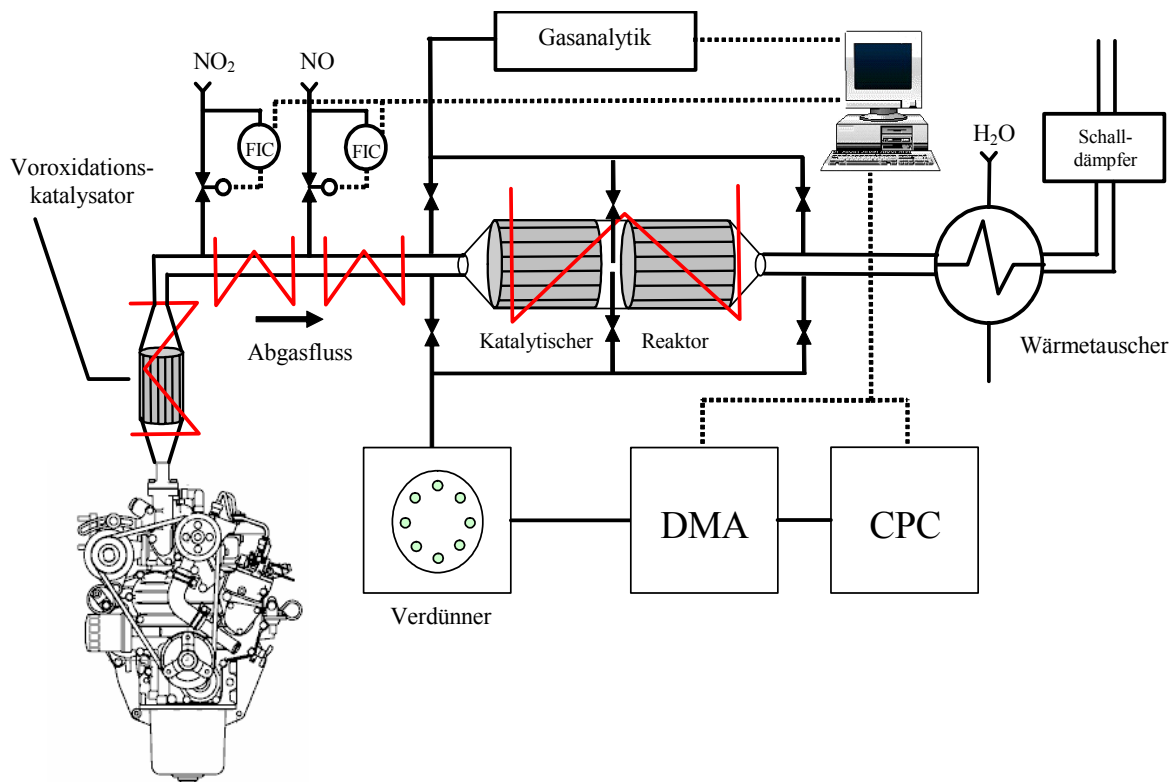 Gasanalytik
NO₂
NO
FIC
FIC
H₂O
Schall-
dämpfer
Voroxidations-
katalysator
Abgasfluss
Katalytischer
Reaktor
Wärmetauscher
DMA
CPC
Verdünner